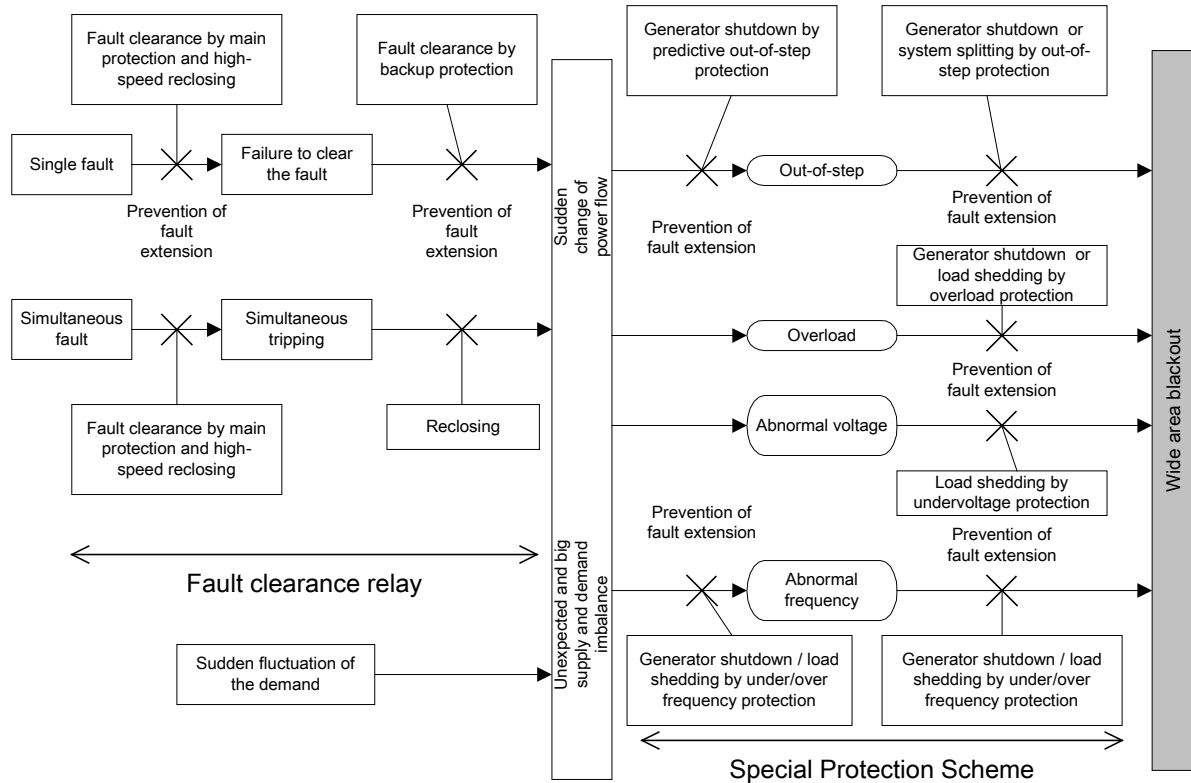 Fault clearance by main
protection and high-
speed reclosing
Fault clearance by
backup protection
Generator shutdown by
predictive out-of-step
protection
Generator shutdown or
system splitting by out-of-
step protection
Single fault
Failure to clear
the fault
Out-of-step
Prevention of
fault
extension
Prevention of
fault
extension
Sudden
change of
power flow
Prevention of
fault extension
Prevention of
fault extension
Generator shutdown or
load shedding by
overload protection
Simultaneous
fault
Simultaneous
tripping
Overload
Prevention of
fault extension
Fault clearance by main
protection and high-
speed reclosing
Reclosing
Abnormal voltage
Load shedding by
undervoltage protection
Prevention of
fault extension
Prevention of
fault extension
Fault clearance relay
Unexpected and big
supply and demand
imbalance
Abnormal
frequency
Sudden fluctuation of
the demand
Generator shutdown / load
shedding by under/over
frequency protection
Generator shutdown / load
shedding by under/over
frequency protection
Special Protection Scheme
Wide area blackout